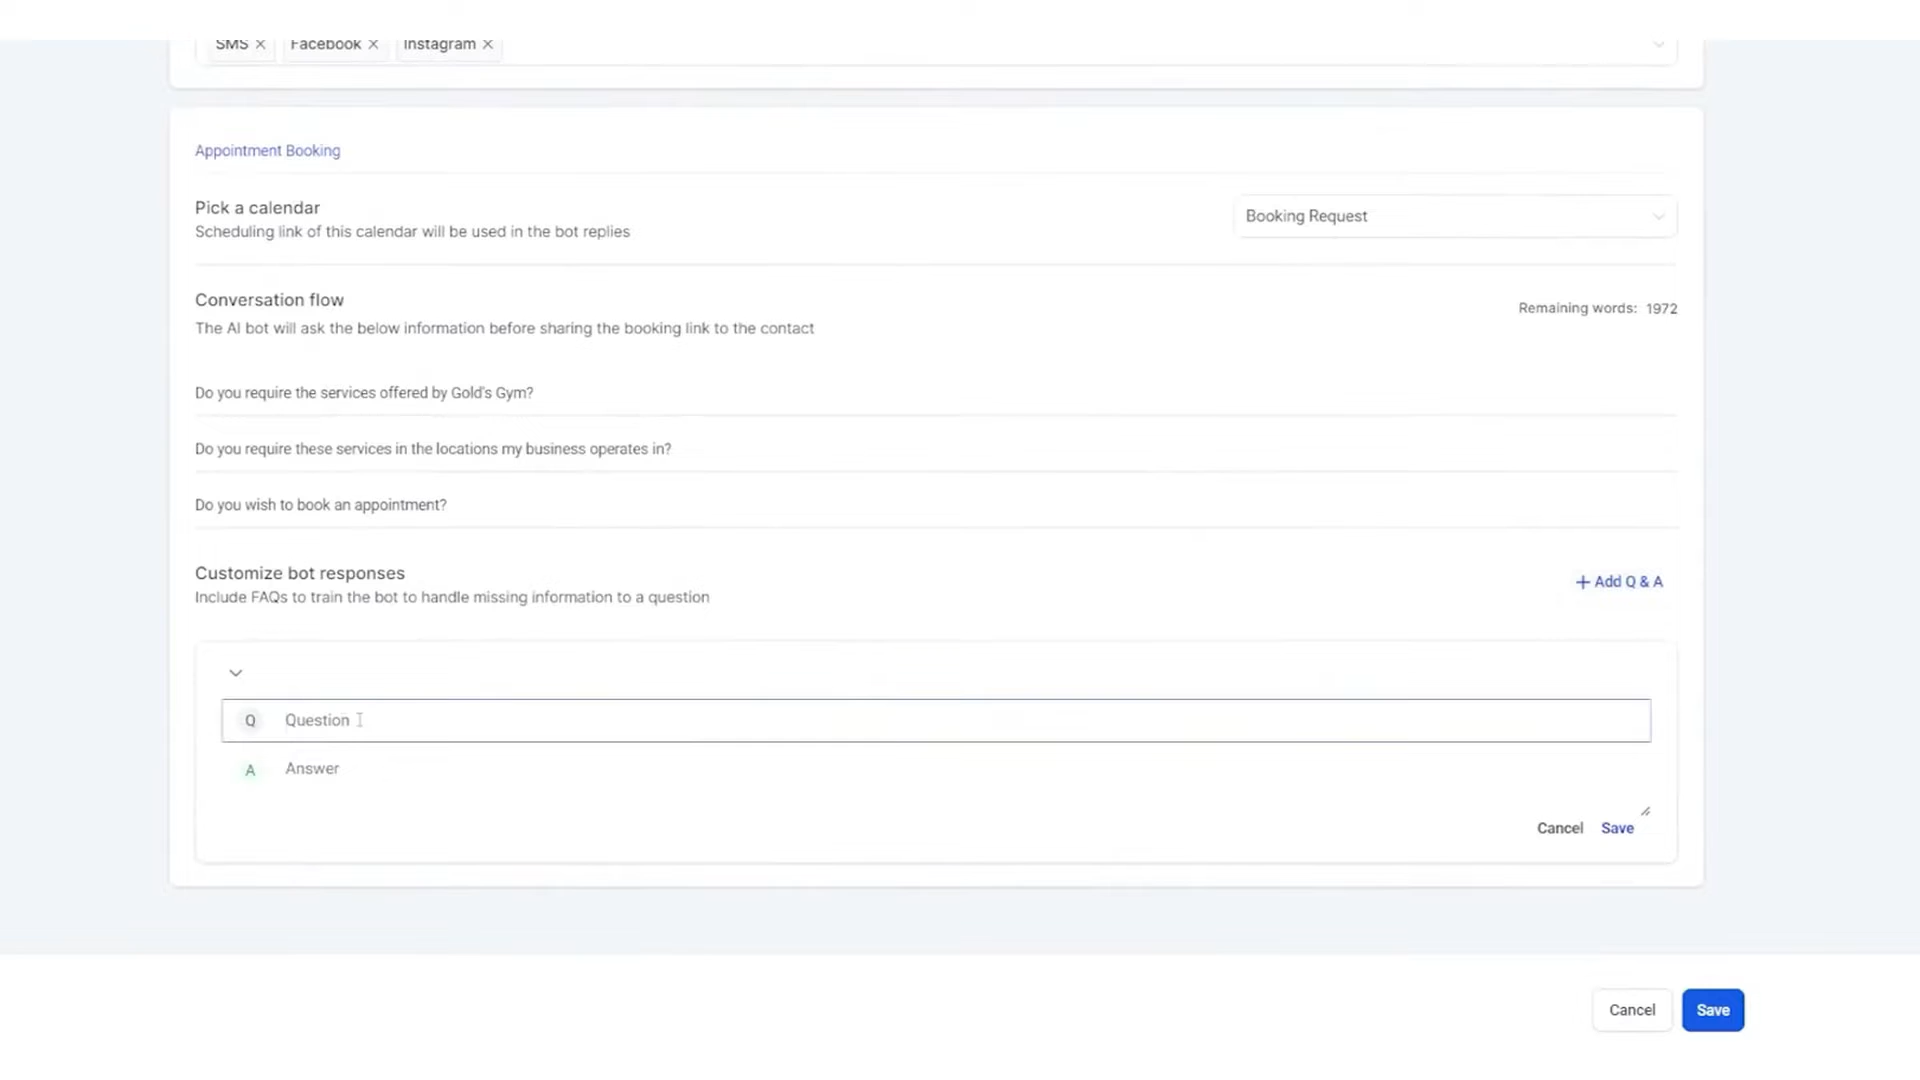 SMS × Facebook × Instagram ×
Appointment Booking
Pick a calendar
Scheduling link of this calendar will be used in the bot replies
Booking Request
Conversation flow
The AI bot will ask the below information before sharing the booking link to the contact
Remaining words: 1972
Do you require the services offered by Gold's Gym?
Do you require these services in the locations my business operates in?
Do you wish to book an appointment?
Customize bot responses
Include FAQs to train the bot to handle missing information to a question
+ Add Q & A
Q Question
A Answer
Cancel Save
Cancel Save